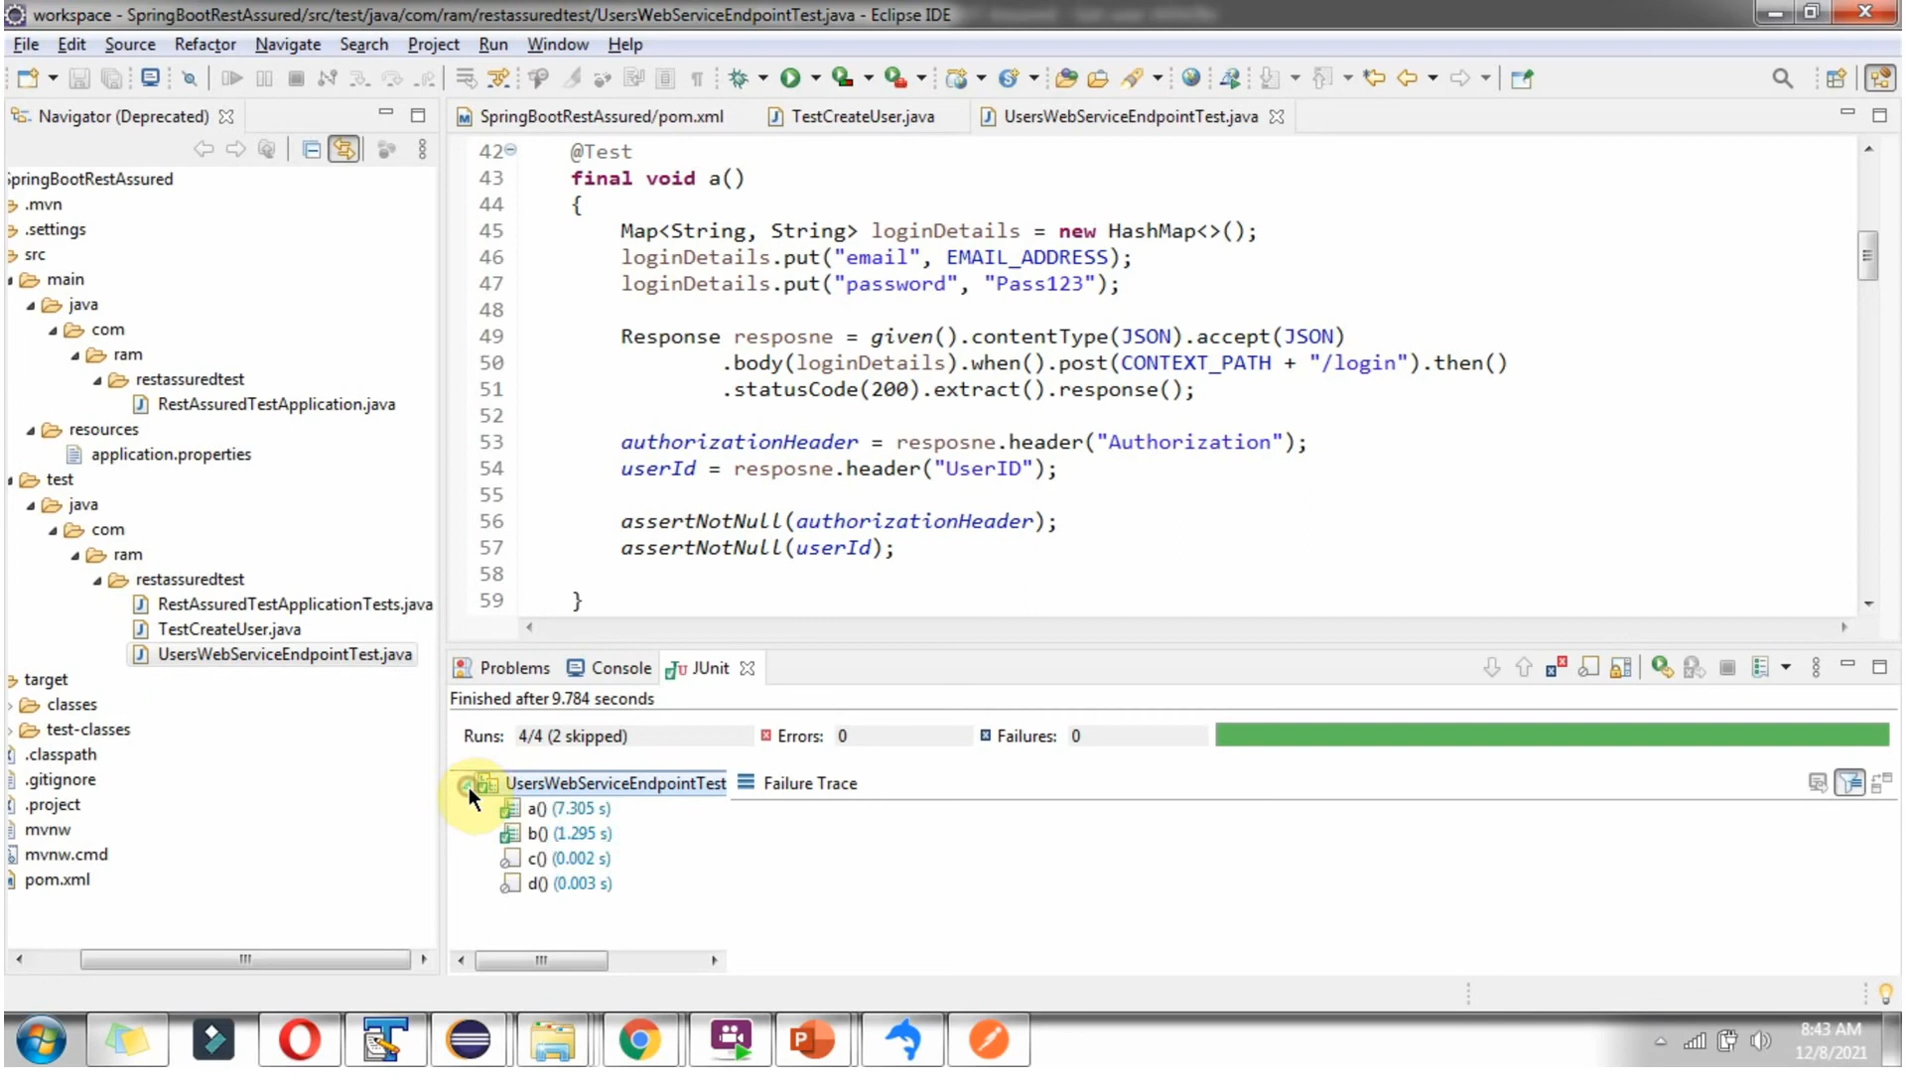 workspace - SpringBootRestAssured/src/test/java/com/ram/restassuredtest/UsersWebServiceEndpointTest.java - Eclipse IDE
File Edit Source Refactor Navigate Search Project Run Window Help
Navigator (Deprecated)
SpringBootRestAssured/pom.xml TestCreateUser.java UsersWebServiceEndpointTest.java
pringBootRestAssured
.mvn
.settings
src
main
java
com
ram
restassuredtest
RestAssuredTestApplication.java
resources
application.properties
test
java
com
ram
restassuredtest
RestAssuredTestApplicationTests.java
TestCreateUser.java
UsersWebServiceEndpointTest.java
target
classes
test-classes
.classpath
.gitignore
.project
mvnw
mvnw.cmd
pom.xml
42 @Test
43 final void a()
44 {
45 Map<String, String> loginDetails = new HashMap<>();
46 loginDetails.put("email", EMAIL_ADDRESS);
47 loginDetails.put("password", "Pass123");
48
49 Response resposne = given().contentType(JSON).accept(JSON)
50 .body(loginDetails).when().post(CONTEXT_PATH + "/login").then()
51 .statusCode(200).extract().response();
52
53 authorizationHeader = resposne.header("Authorization");
54 userId = resposne.header("UserID");
55
56 assertNotNull(authorizationHeader);
57 assertNotNull(userId);
58
59 }
Problems Console JUnit
Finished after 9.784 seconds
Runs: 4/4 (2 skipped) Errors: 0 Failures: 0
UsersWebServiceEndpointTest Failure Trace
a() (7.305 s)
b() (1.295 s)
c() (0.002 s)
d() (0.003 s)
8:43 AM
12/8/2021